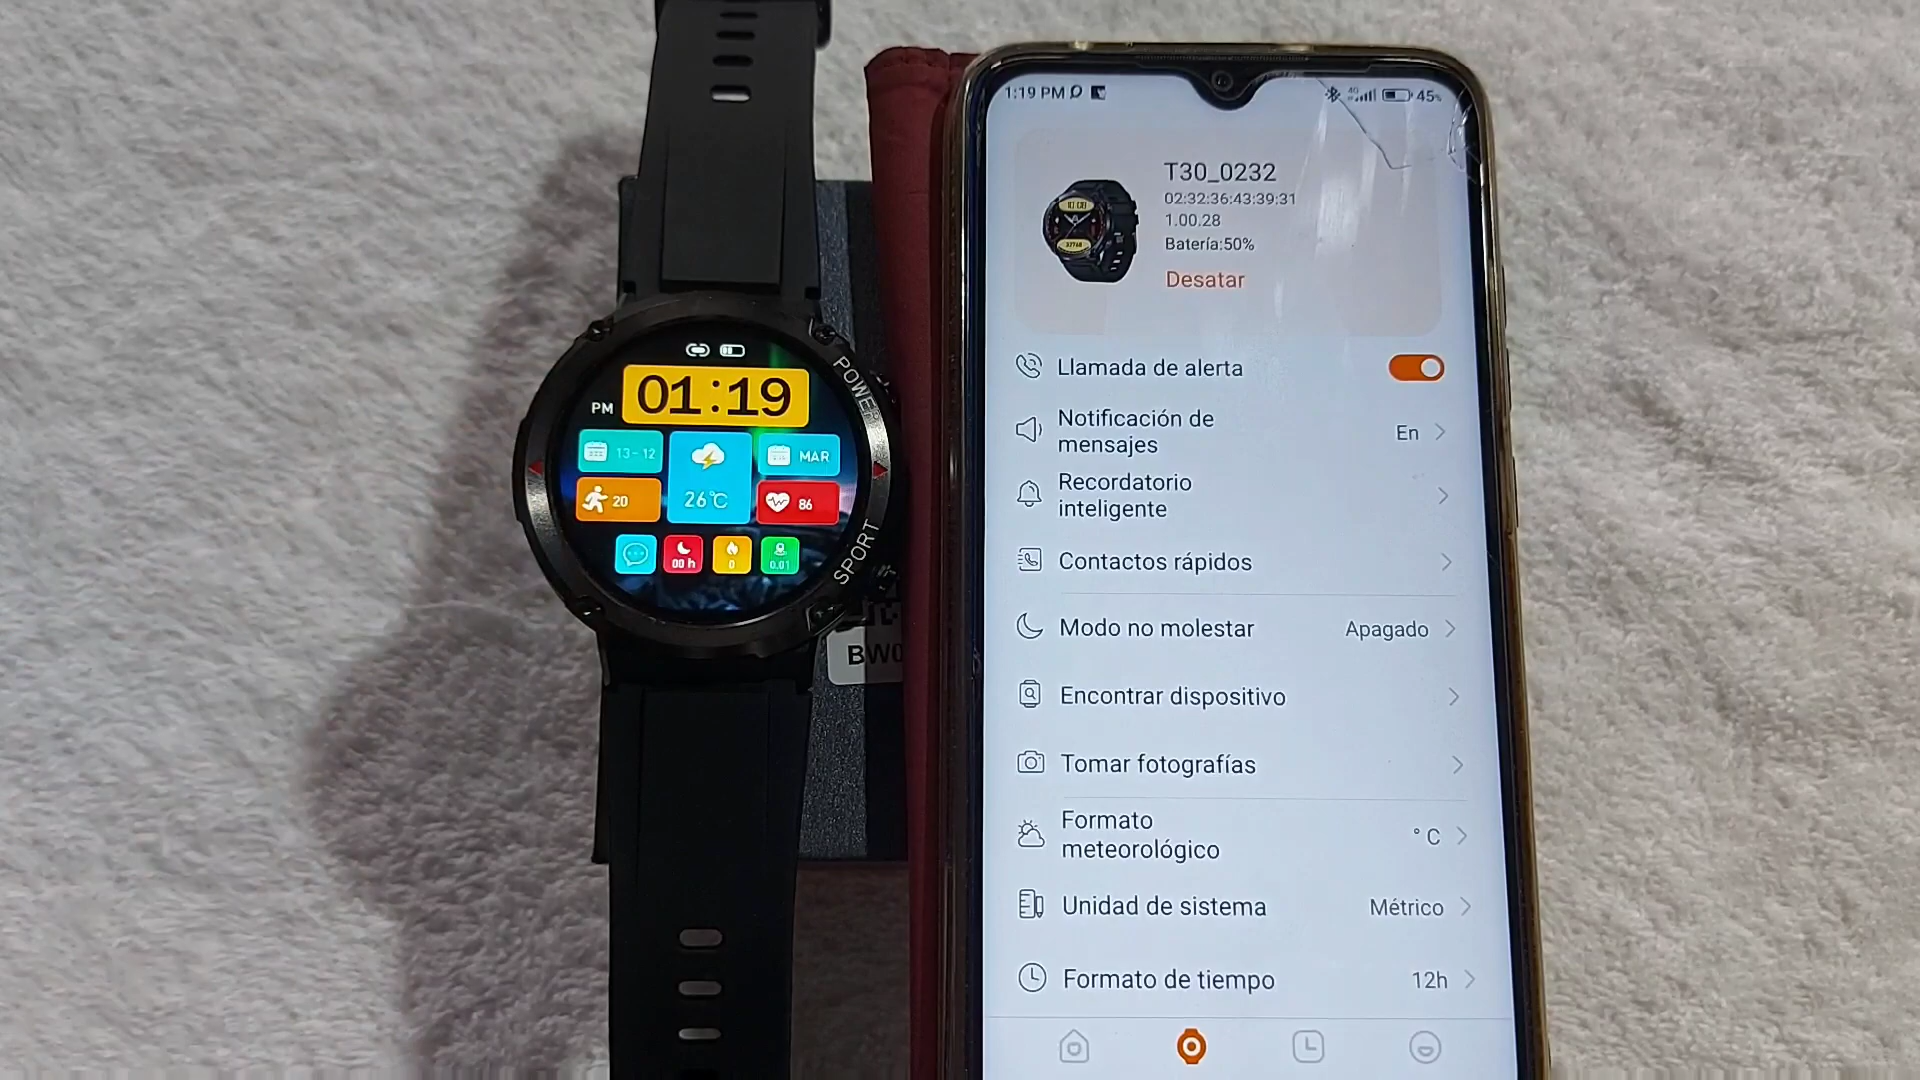 POWER
01:19
PM
13-12
MAR
20
26°C
86
00 h
0
0.01
SPORT
1:19 PM
4G
45%
T30_0232
02:32:36:43:39:31
1.00.28
Batería:50%
Desatar
Llamada de alerta
Notificación de
mensajes
En
Recordatorio
inteligente
Contactos rápidos
Modo no molestar
Apagado
Encontrar dispositivo
Tomar fotografías
Formato
meteorológico
° C
Unidad de sistema
Métrico
Formato de tiempo
12h